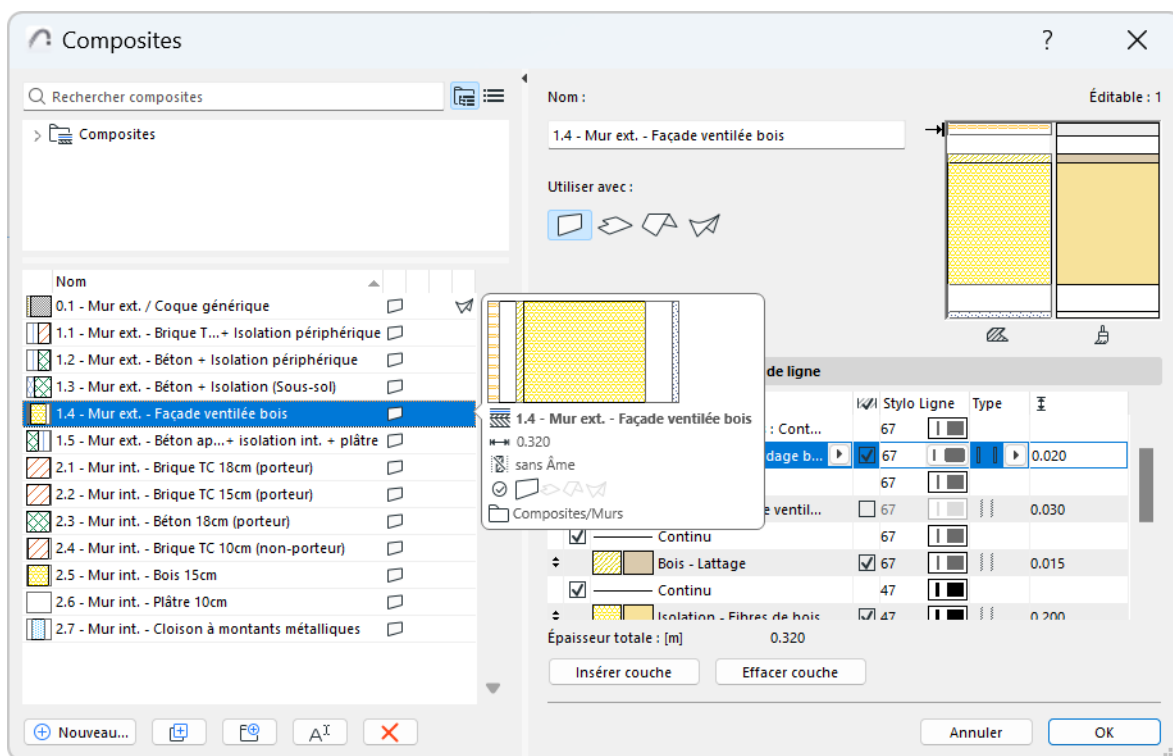 Composites
?
Rechercher composites
Composites
Nom
0.1 - Mur ext. / Coque générique
1.1 - Mur ext. - Brique T...+ Isolation périphérique
1.2 - Mur ext. - Béton + Isolation périphérique
1.3 - Mur ext. - Béton + Isolation (Sous-sol)
1.4 - Mur ext. - Façade ventilée bois
1.5 - Mur ext. - Béton ap...+ isolation int. + plâtre
2.1 - Mur int. - Brique TC 18cm (porteur)
2.2 - Mur int. - Brique TC 15cm (porteur)
2.3 - Mur int. - Béton 18cm (porteur)
2.4 - Mur int. - Brique TC 10cm (non-porteur)
2.5 - Mur int. - Bois 15cm
2.6 - Mur int. - Plâtre 10cm
2.7 - Mur int. - Cloison à montants métalliques
Nouveau...
1.4 - Mur ext. - Façade ventilée bois
0.320
sans Âme
Composites/Murs
Nom :
Éditable : 1
1.4 - Mur ext. - Façade ventilée bois
Utiliser avec :
de ligne
Stylo Ligne Type
: Cont... 67
dage b... 67 0.020
67
e ventil... 67 0.030
Continu 67
Bois - Lattage 67 0.015
Continu 47
Isolation - Fibres de bois 47 0.200
Épaisseur totale : [m] 0.320
Insérer couche Effacer couche
Annuler OK